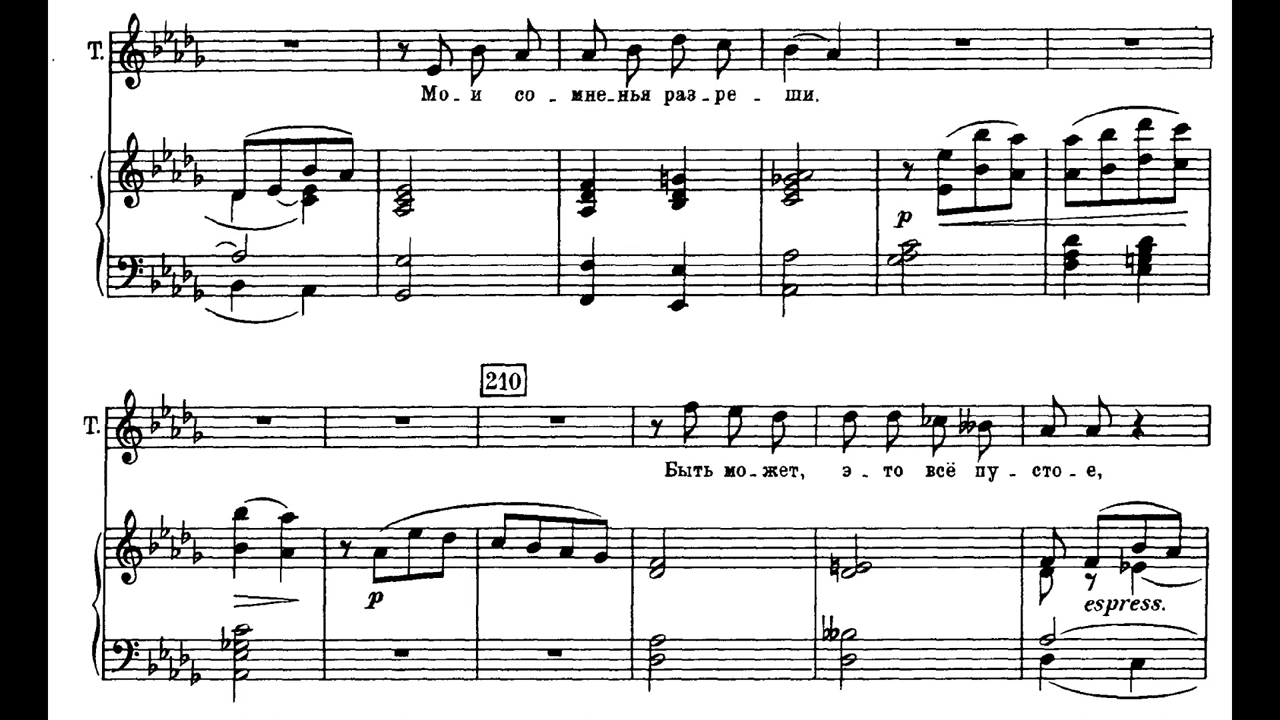 Т.
Мо-и со-мне-нья раз-ре-ши.
p
210
Т.
Быть мо-жет, э-то всё пу-сто-е,
p
espress.